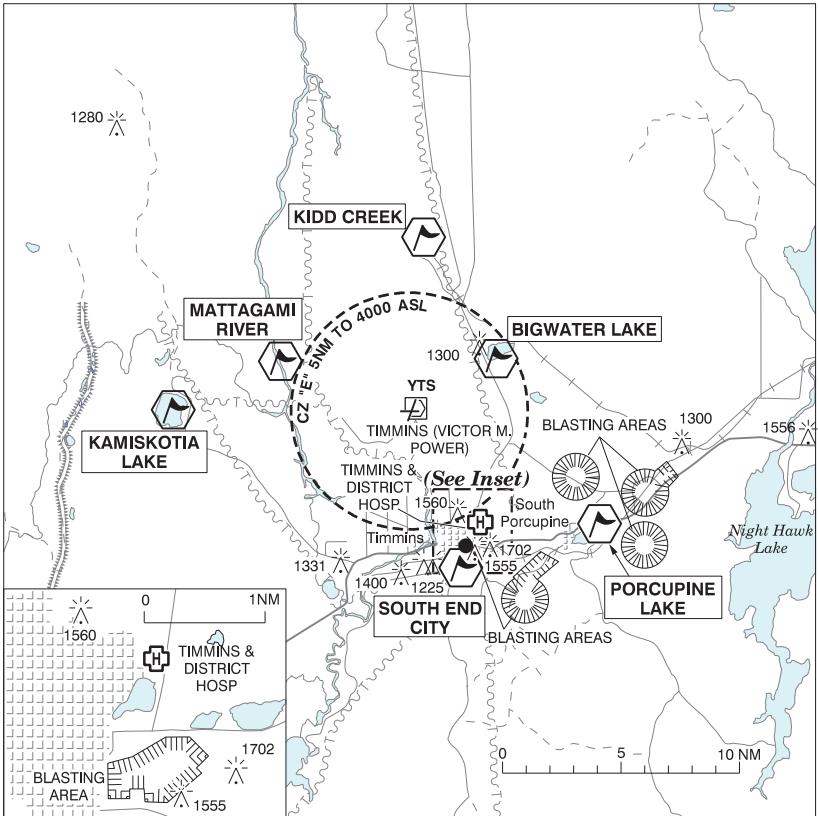 1280
KIDD CREEK
MATTAGAMI
RIVER
CZ "E" 5NM TO 4000 ASL
BIGWATER LAKE
1300
YTS
TIMMINS (VICTOR M.
POWER)
KAMISKOTIA
LAKE
BLASTING AREAS
1300
1556
TIMMINS &
DISTRICT
HOSP
(See Inset)
1560
H
South
Porcupine
Timmins
1702
1555
Night Hawk
Lake
1331
1400
1225
SOUTH END
CITY
PORCUPINE
LAKE
BLASTING AREAS
0 5 10 NM
0 1NM
1560
H
TIMMINS &
DISTRICT
HOSP
1702
BLASTING
AREA
1555